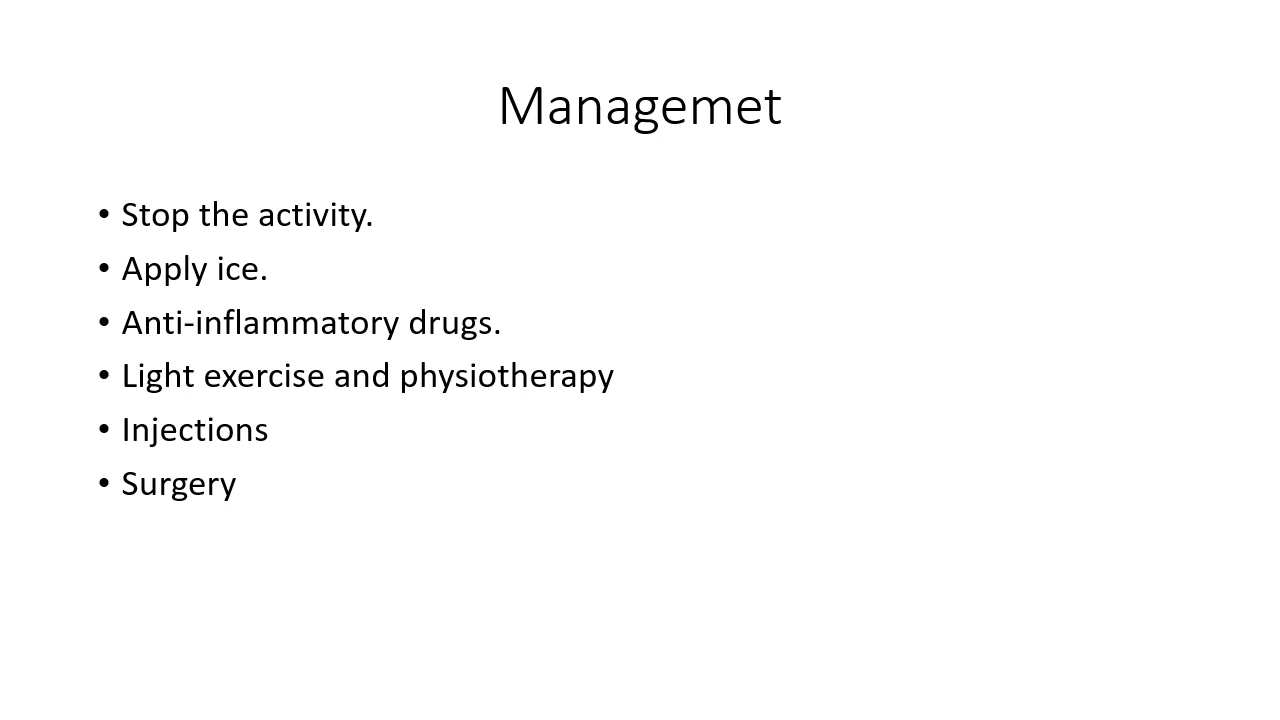 Managemet
• Stop the activity.
• Apply ice.
• Anti-inflammatory drugs.
• Light exercise and physiotherapy
• Injections
• Surgery